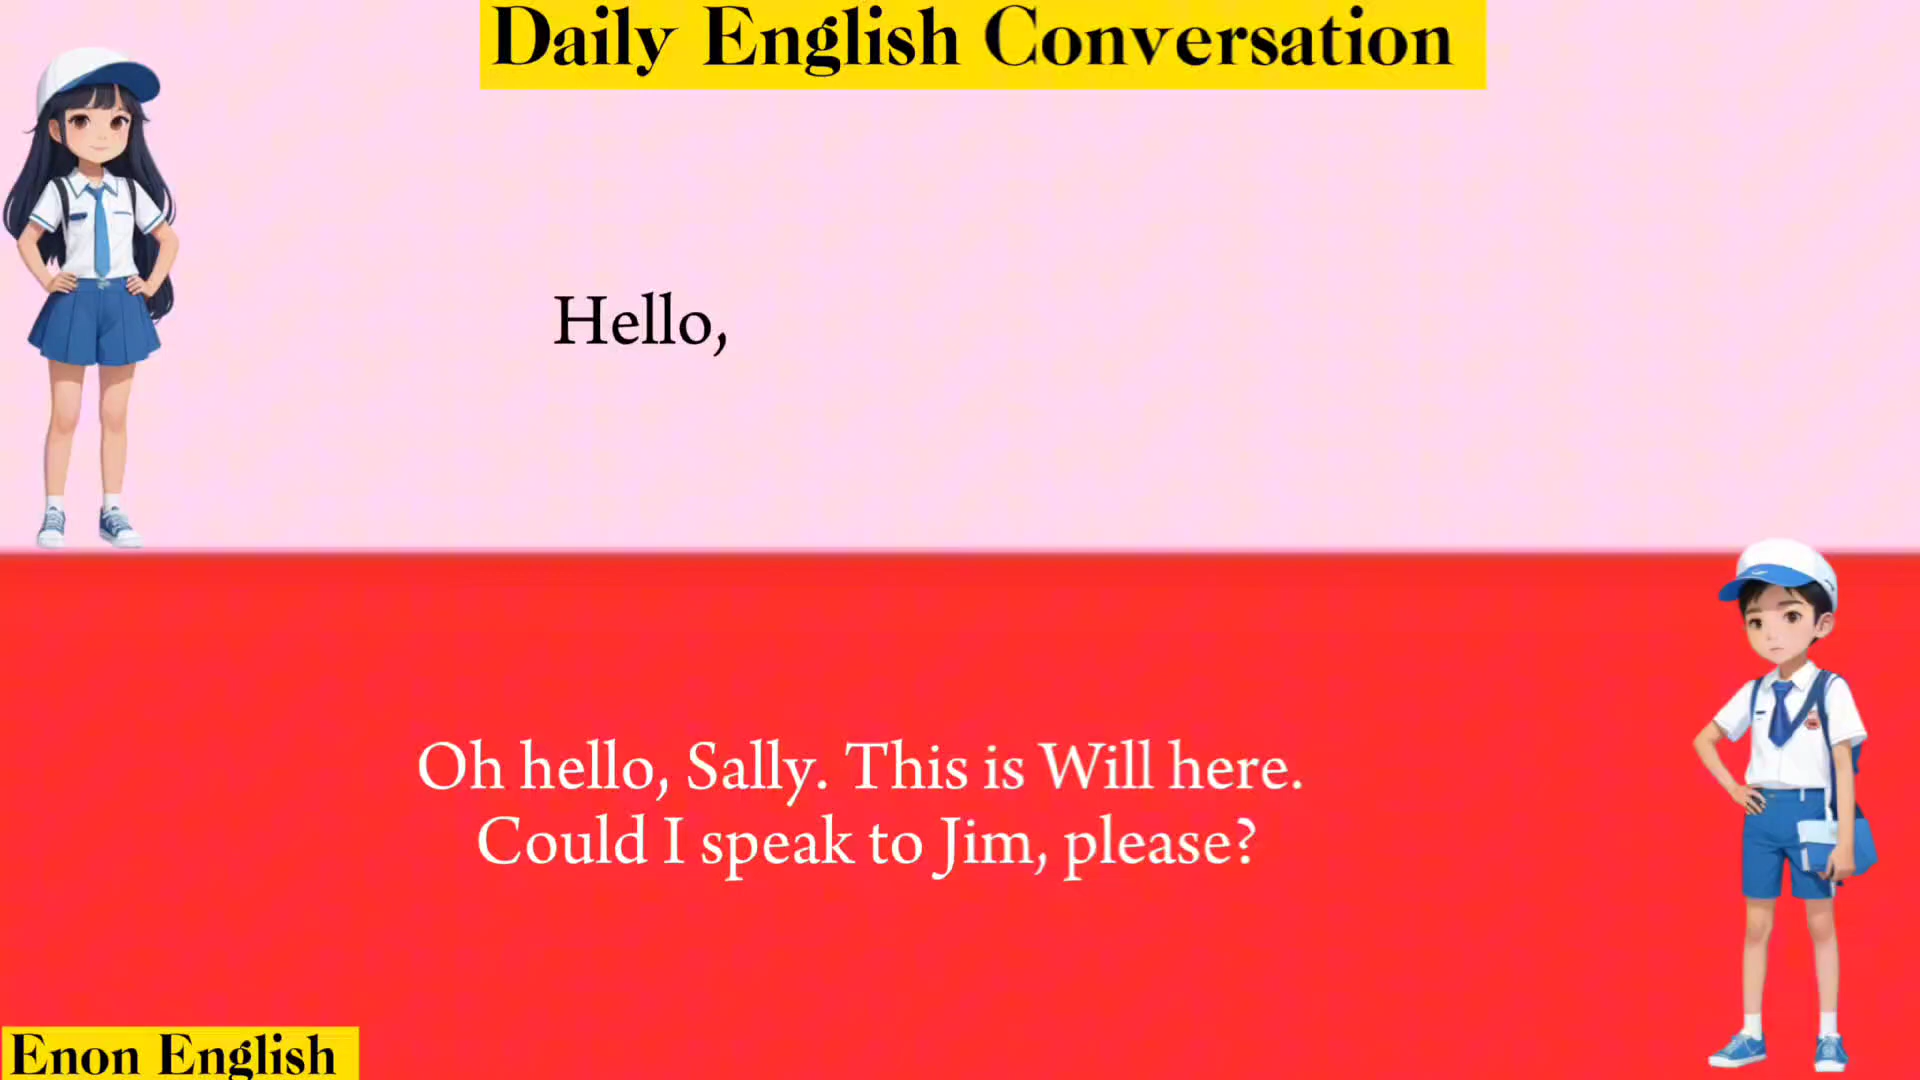 Daily English Conversation
Hello,
Oh hello, Sally. This is Will here.
Could I speak to Jim, please?
Enon English